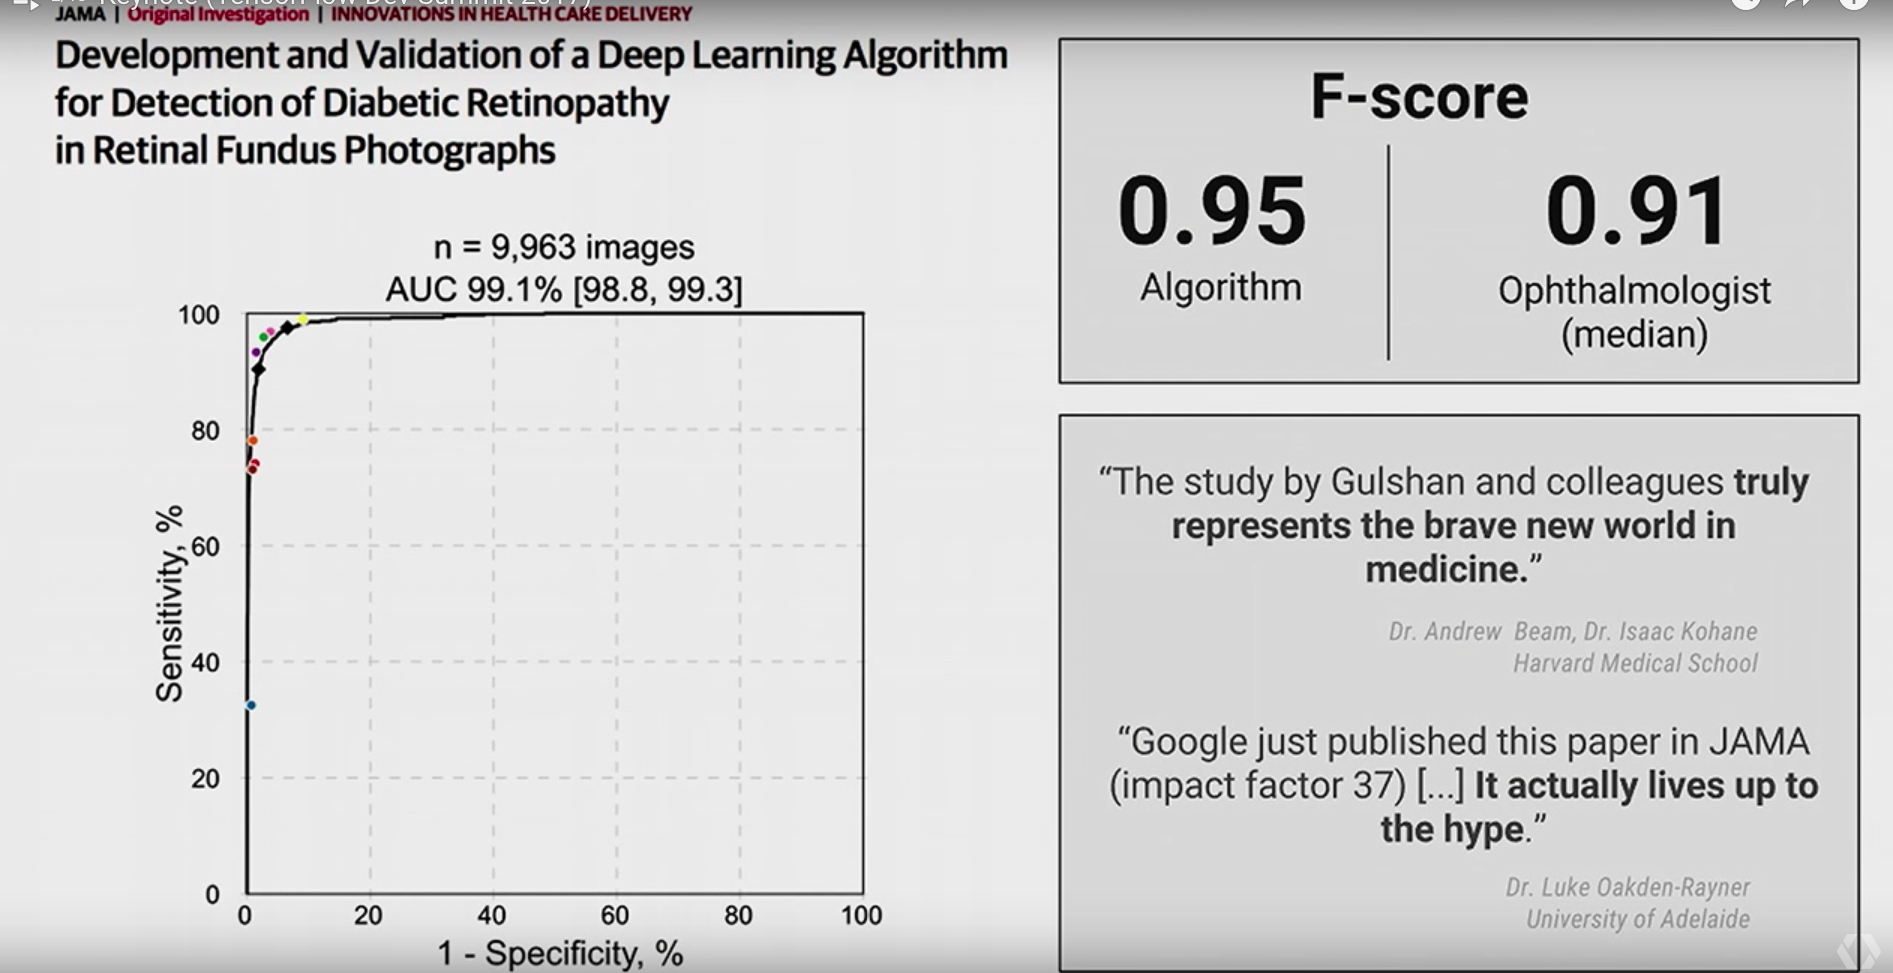 Keynote (TensorFlow Dev Summit 2017)
JAMA | Original Investigation | INNOVATIONS IN HEALTH CARE DELIVERY
Development and Validation of a Deep Learning Algorithm
for Detection of Diabetic Retinopathy
in Retinal Fundus Photographs
n = 9,963 images
AUC 99.1% [98.8, 99.3]
100
80
60
40
20
0
Sensitivity, %
0 20 40 60 80 100
1 - Specificity, %
F-score
0.95
Algorithm
0.91
Ophthalmologist
(median)
“The study by Gulshan and colleagues truly
represents the brave new world in
medicine.”
Dr. Andrew Beam, Dr. Isaac Kohane
Harvard Medical School
“Google just published this paper in JAMA
(impact factor 37) [...] It actually lives up to
the hype.”
Dr. Luke Oakden-Rayner
University of Adelaide